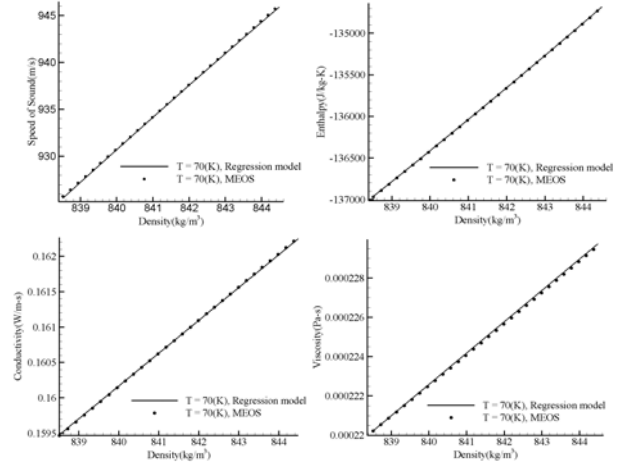 945
940
935
930
Speed of Sound(m/s)
T = 70(K), Regression model
T = 70(K), MEOS
839 840 841 842 843 844
Density(kg/m³)
-135000
-135500
-136000
-136500
-137000
Enthalpy(J/kg-K)
T = 70(K), Regression model
T = 70(K), MEOS
839 840 841 842 843 844
Density(kg/m³)
0.162
0.1615
0.161
0.1605
0.16
0.1595
Conductivity(W/m-s)
T = 70(K), Regression model
T = 70(K), MEOS
839 840 841 842 843 844
Density(kg/m³)
0.000228
0.000226
0.000224
0.000222
0.00022
Viscosity(Pa-s)
T = 70(K), Regression model
T = 70(K), MEOS
839 840 841 842 843 844
Density(kg/m³)